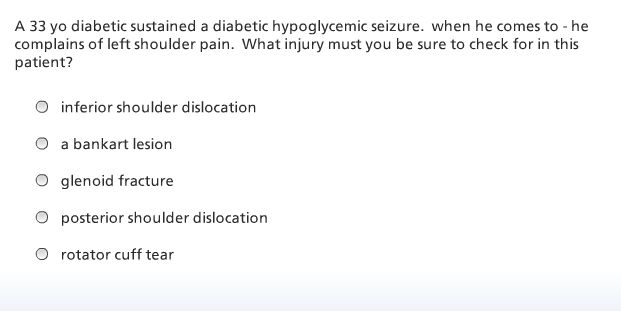 A 33 yo diabetic sustained a diabetic hypoglycemic seizure. when he comes to - he
complains of left shoulder pain. What injury must you be sure to check for in this
patient?
inferior shoulder dislocation
a bankart lesion
glenoid fracture
posterior shoulder dislocation
rotator cuff tear